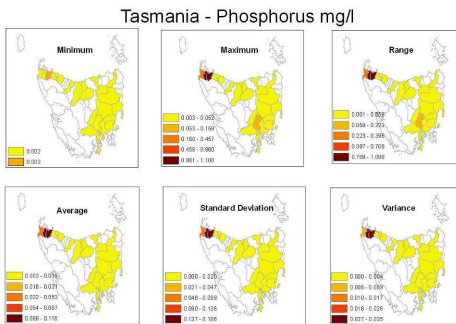 Tasmania - Phosphorus mg/l
Minimum
0.002
0.003
Maximum
0.003 - 0.052
0.053 - 0.159
0.160 - 0.457
0.458 - 0.860
0.861 - 1.100
Range
0.001 - 0.058
0.059 - 0.222
0.223 - 0.396
0.397 - 0.708
0.709 - 1.098
Average
0.003 - 0.015
0.016 - 0.031
0.032 - 0.053
0.054 - 0.087
0.088 - 0.116
Standard Deviation
0.000 - 0.020
0.021 - 0.047
0.048 - 0.089
0.090 - 0.136
0.137 - 0.186
Variance
0.000 - 0.004
0.005 - 0.009
0.010 - 0.017
0.018 - 0.026
0.027 - 0.035